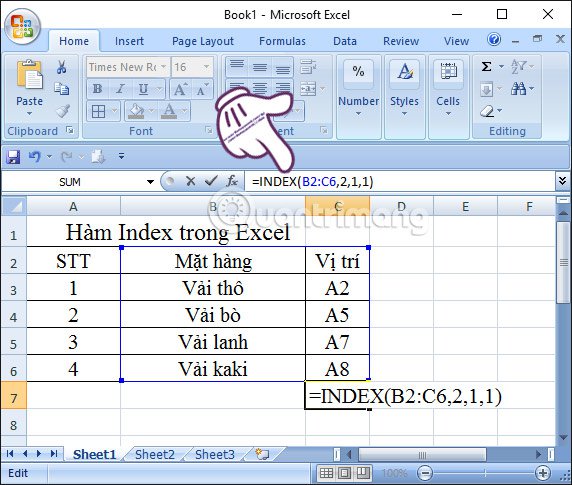 Book1 - Microsoft Excel
Home Insert Page Layout Formulas Data Review View
Paste
Times New Ro 16
Number Styles Cells
Clipboard Font Editing
SUM =INDEX(B2:C6,2,1,1)
A B C D E F
1 Hàm Index trong Excel
Quantrimang
2 STT Mặt hàng Vị trí
3 1 Vải thô A2
4 2 Vải bò A5
5 3 Vải lanh A7
6 4 Vải kaki A8
7 =INDEX(B2:C6,2,1,1)
8
Sheet1 Sheet2 Sheet3
Edit 100%